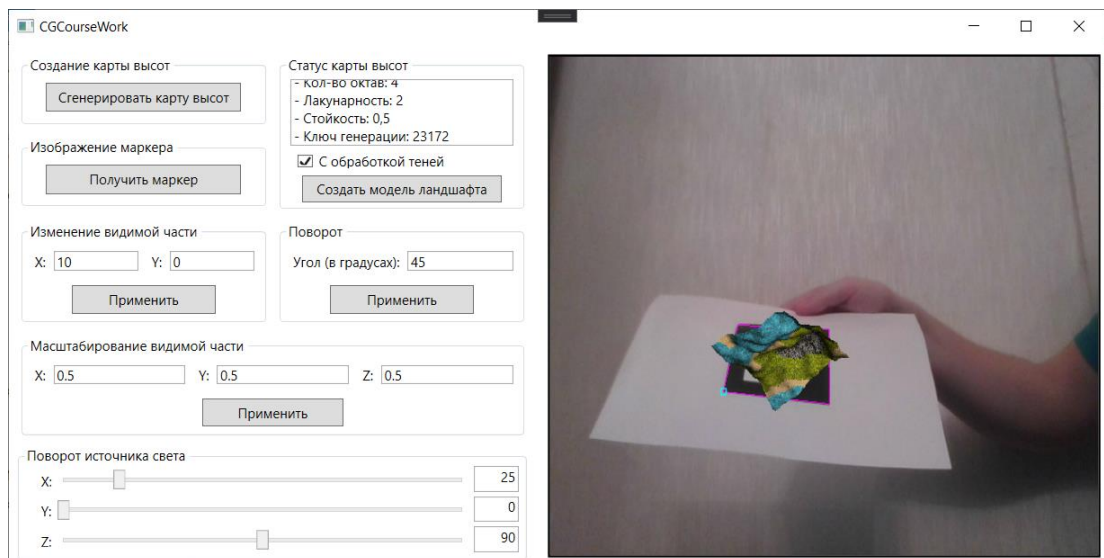 CGCourseWork
Создание карты высот
Сгенерировать карту высот
Статус карты высот
- Кол-во октав: 4
- Лакунарность: 2
- Стойкость: 0,5
- Ключ генерации: 23172
С обработкой теней
Создать модель ландшафта
Изображение маркера
Получить маркер
Изменение видимой части
X: 10 Y: 0
Применить
Поворот
Угол (в градусах): 45
Применить
Масштабирование видимой части
X: 0.5 Y: 0.5 Z: 0.5
Применить
Поворот источника света
X: 25
Y: 0
Z: 90